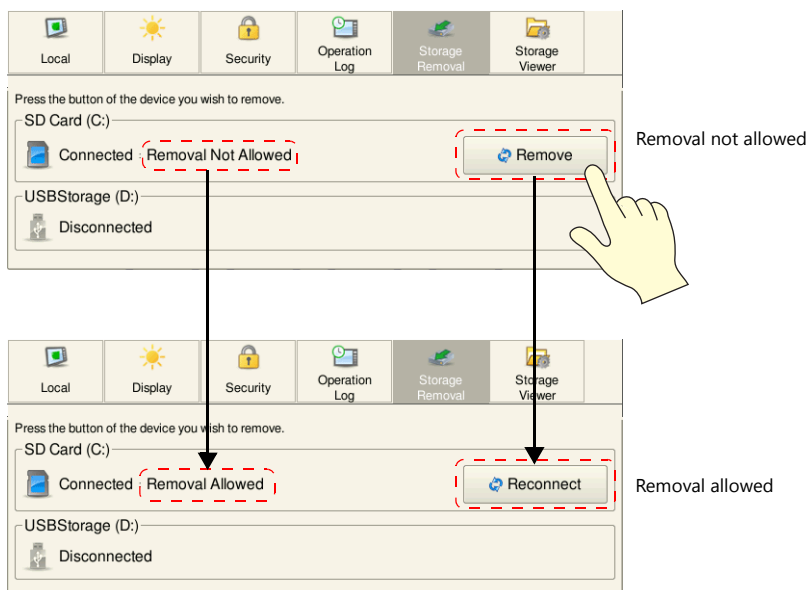 Local
Display
Security
Operation
Log
Storage
Removal
Storage
Viewer
Press the button of the device you wish to remove.
SD Card (C:)
Connected Removal Not Allowed
Remove
Removal not allowed
USBStorage (D:)
Disconnected
Local
Display
Security
Operation
Log
Storage
Removal
Storage
Viewer
Press the button of the device you wish to remove.
SD Card (C:)
Connected Removal Allowed
Reconnect
Removal allowed
USBStorage (D:)
Disconnected